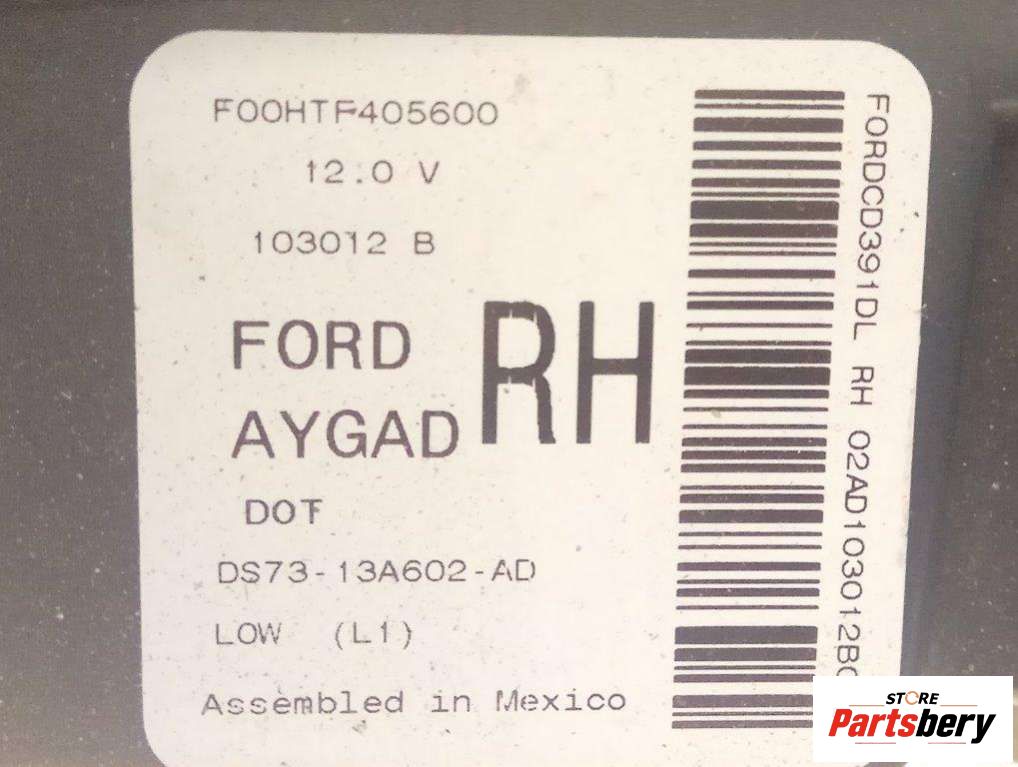 F00HTF405600
12.0 V
103012 B
FORD
RH
AYGAD
DOT
DS73-13A602-AD
LOW (L1)
Assembled in Mexico
FORDCD391DL RH 02AD103012B
STORE
Partsbery